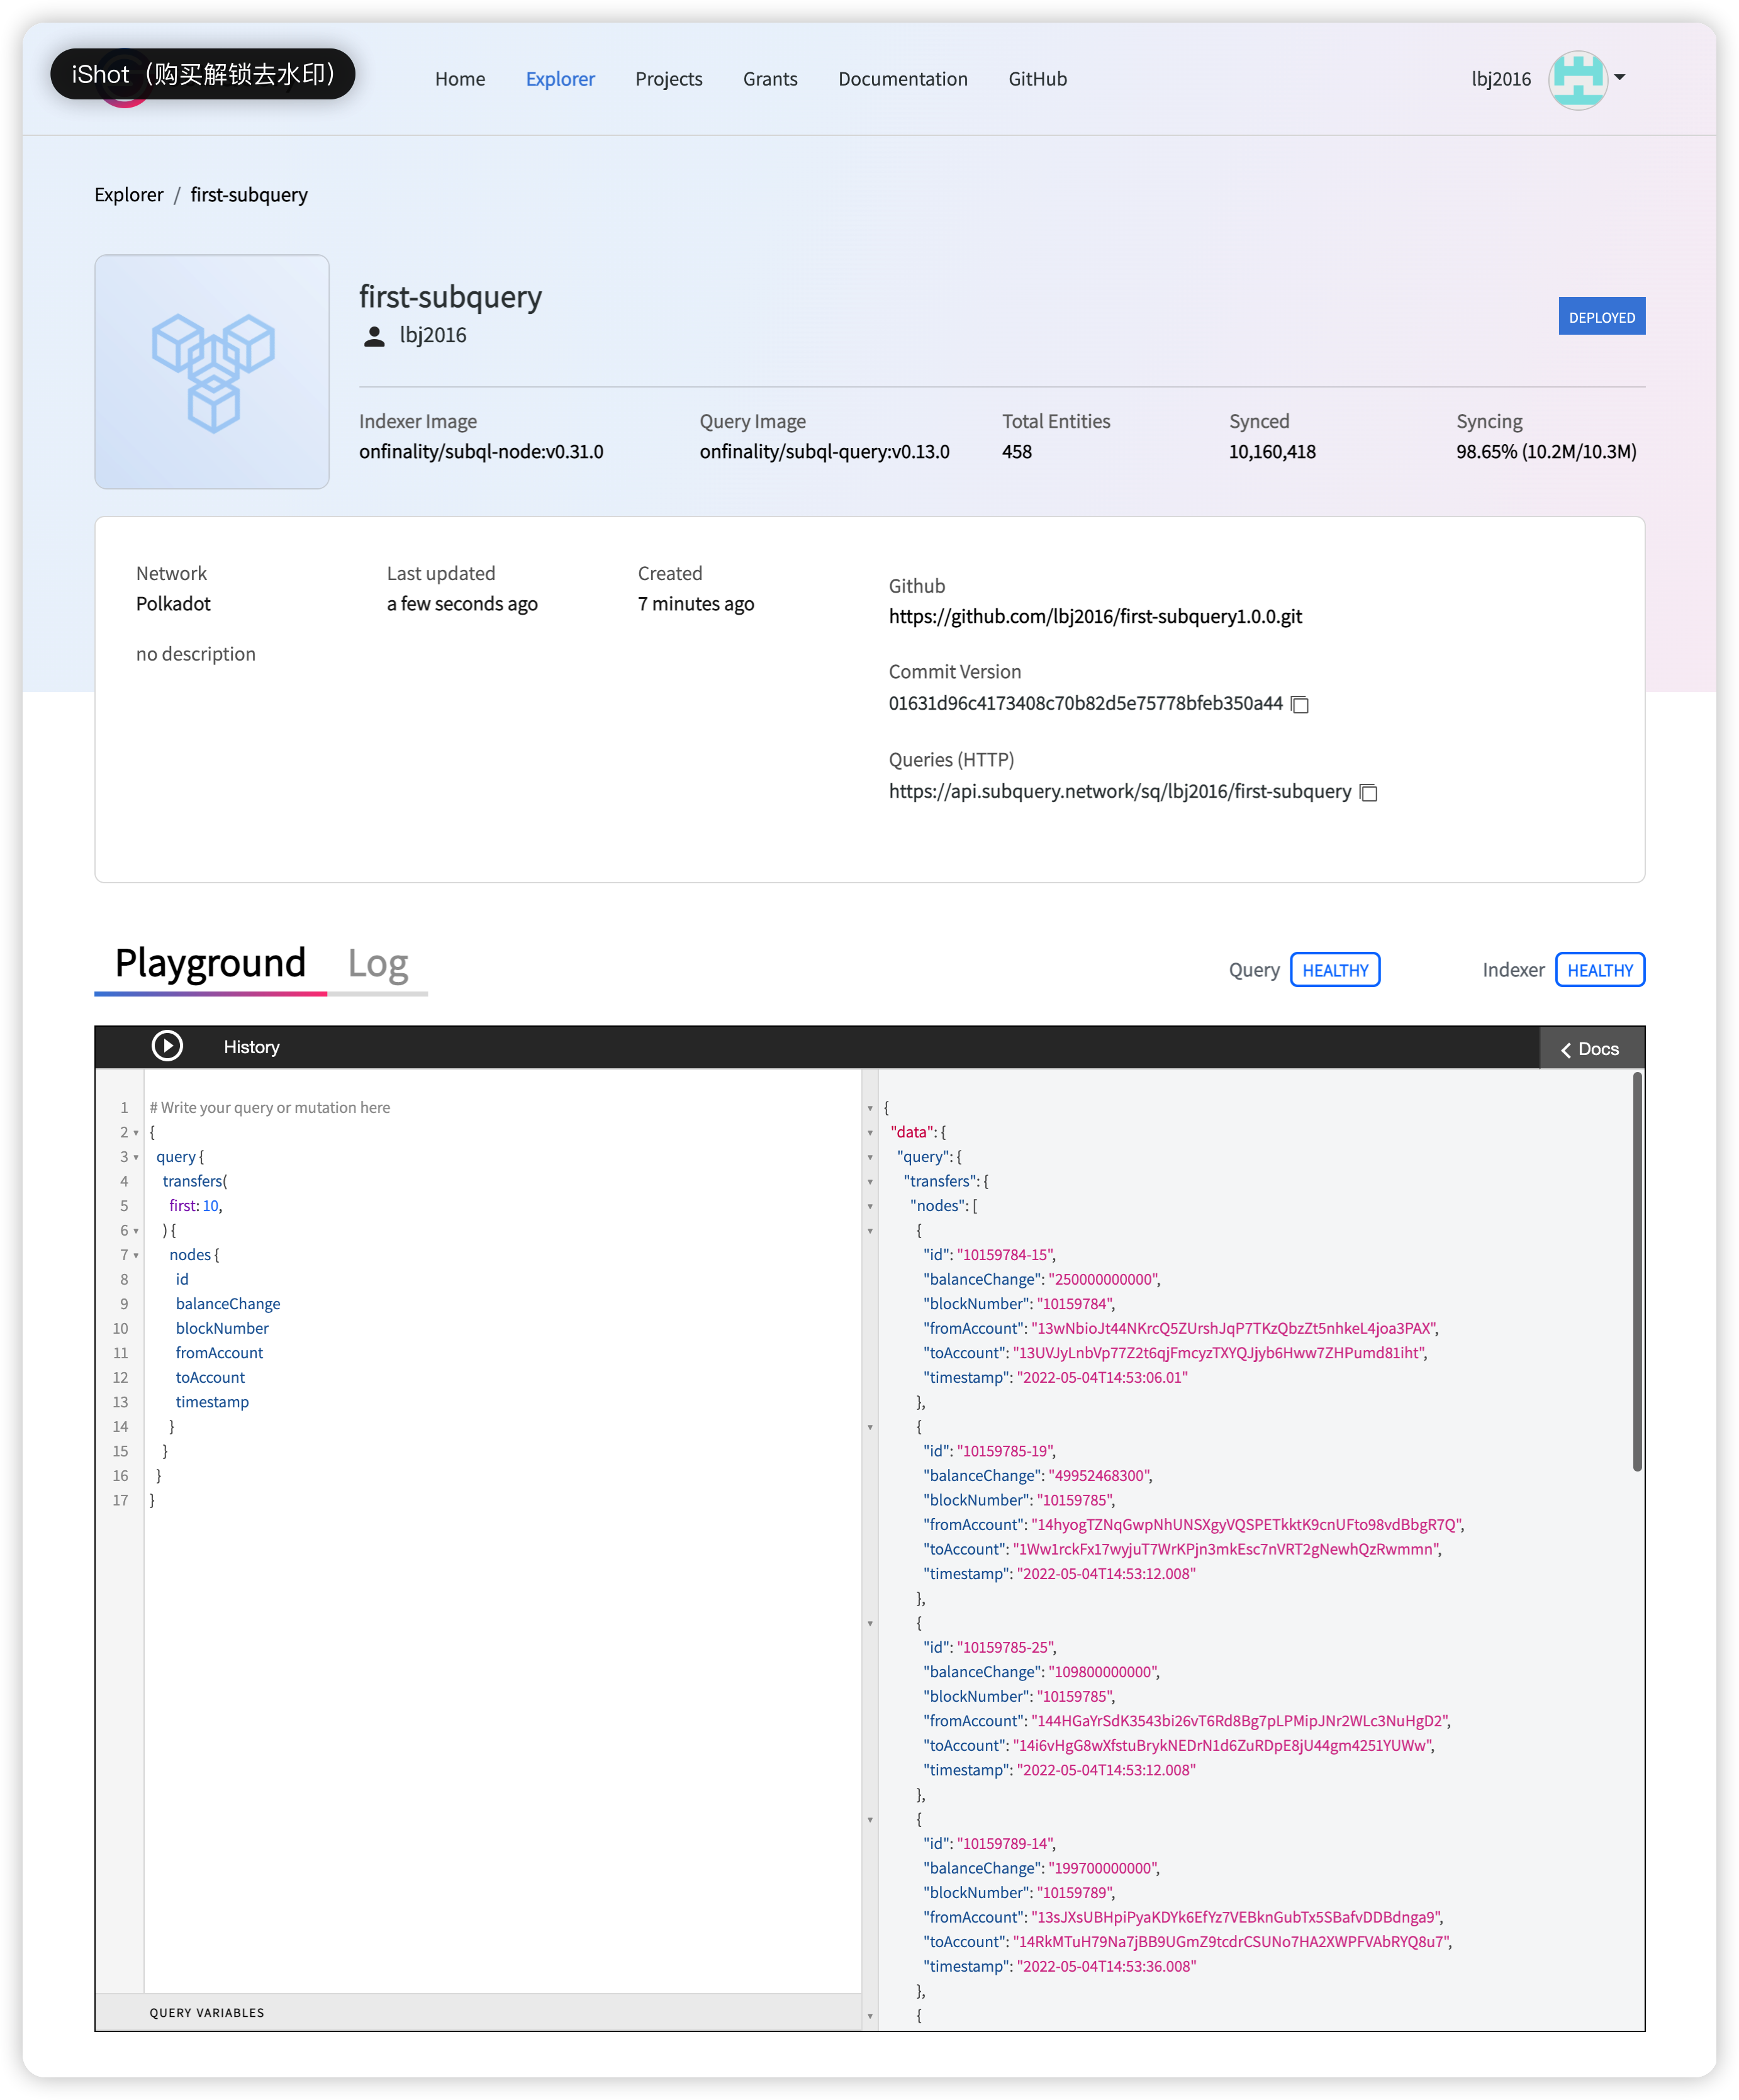 iShot（购买解锁去水印）
Home Explorer Projects Grants Documentation GitHub lbj2016
Explorer / first-subquery
first-subquery
lbj2016
DEPLOYED
Indexer Image Query Image Total Entities Synced Syncing
onfinality/subql-node:v0.31.0 onfinality/subql-query:v0.13.0 458 10,160,418 98.65% (10.2M/10.3M)
Network Last updated Created
Polkadot a few seconds ago 7 minutes ago
no description
Github
https://github.com/lbj2016/first-subquery1.0.0.git
Commit Version
01631d96c4173408c70b82d5e75778bfeb350a44
Queries (HTTP)
https://api.subquery.network/sq/lbj2016/first-subquery
Playground Log Query HEALTHY Indexer HEALTHY
History Docs
1 # Write your query or mutation here
2 {
3 query {
4 transfers(
5 first: 10,
6 ) {
7 nodes {
8 id
9 balanceChange
10 blockNumber
11 fromAccount
12 toAccount
13 timestamp
14 }
15 }
16 }
17 }
QUERY VARIABLES
{
"data": {
"query": {
"transfers": {
"nodes": [
{
"id": "10159784-15",
"balanceChange": "250000000000",
"blockNumber": "10159784",
"fromAccount": "13wNbioJt44NKrcQ5ZUrshJqP7TKzQbzZt5nhkeL4joa3PAX",
"toAccount": "13UVJyLnbVp77Z2t6qjFmcyzTXYQJjyb6Hww7ZHPumd81iht",
"timestamp": "2022-05-04T14:53:06.01"
},
{
"id": "10159785-19",
"balanceChange": "49952468300",
"blockNumber": "10159785",
"fromAccount": "14hyogTZNqGwpNhUNSXgyVQSPETkktK9cnUFto98vdBbgR7Q",
"toAccount": "1Ww1rckFx17wyjuT7WrKPjn3mkEsc7nVRT2gNewhQzRwmmn",
"timestamp": "2022-05-04T14:53:12.008"
},
{
"id": "10159785-25",
"balanceChange": "109800000000",
"blockNumber": "10159785",
"fromAccount": "144HGaYrSdK3543bi26vT6Rd8Bg7pLPMipJNr2WLc3NuHgD2",
"toAccount": "14i6vHgG8wXfstuBrykNEDrN1d6ZuRDpE8jU44gm4251YUWw",
"timestamp": "2022-05-04T14:53:12.008"
},
{
"id": "10159789-14",
"balanceChange": "199700000000",
"blockNumber": "10159789",
"fromAccount": "13sJXsUBHpiPyaKDYk6EfYz7VEBknGubTx5SBafvDDBdnga9",
"toAccount": "14RkMTuH79Na7jBB9UGmZ9tcdrCSUNo7HA2XWPFVAbRYQ8u7",
"timestamp": "2022-05-04T14:53:36.008"
},
{